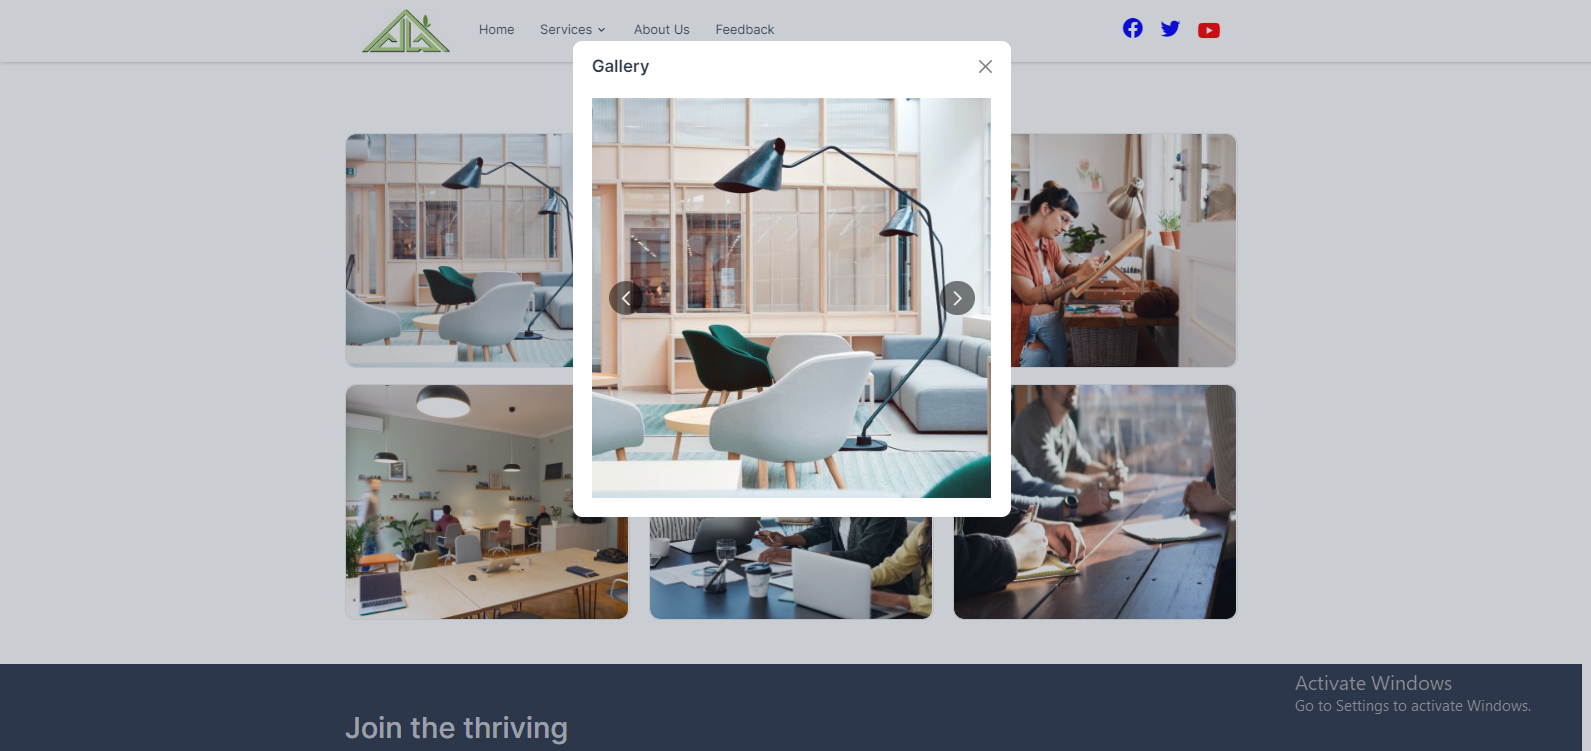 Home
Services
About Us
Feedback
Gallery
Join the thriving
Activate Windows
Go to Settings to activate Windows.